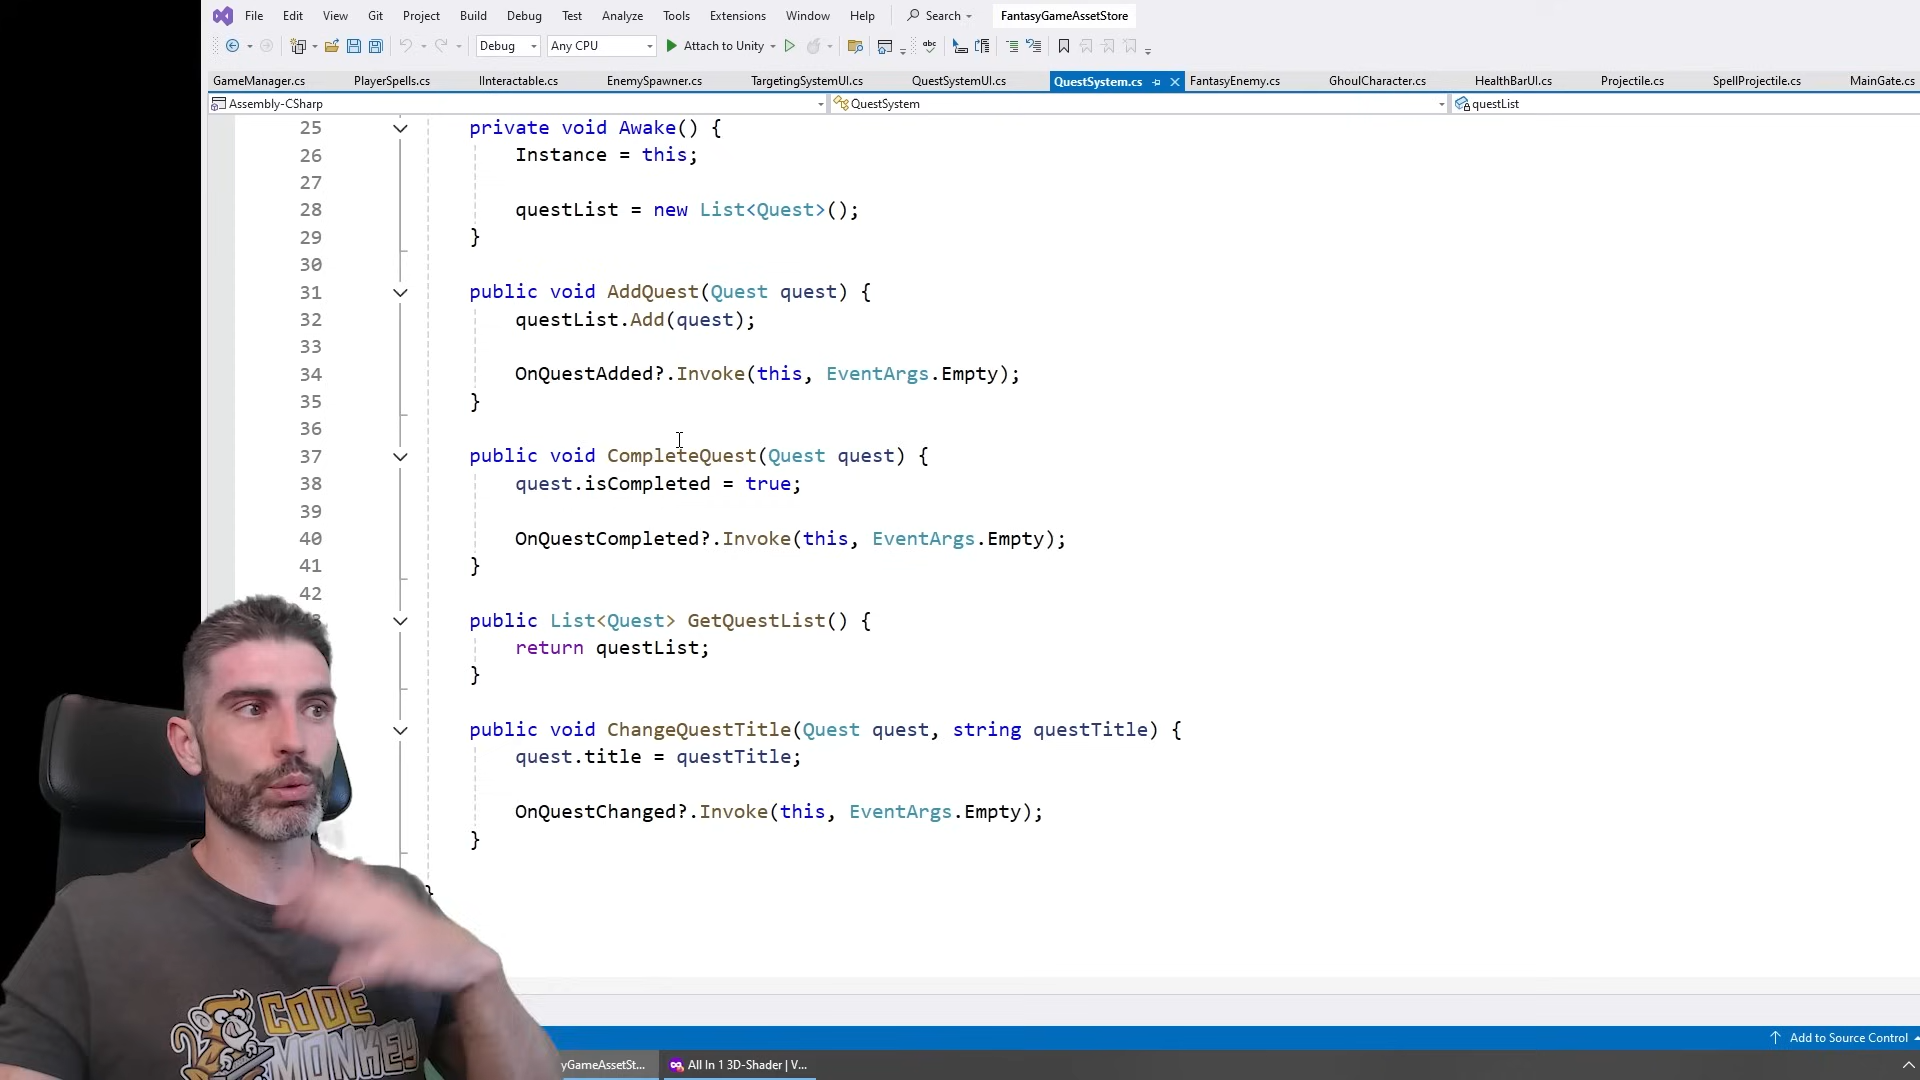 File Edit View Git Project Build Debug Test Analyze Tools Extensions Window Help Search FantasyGameAssetStore
Debug Any CPU Attach to Unity
GameManager.cs PlayerSpells.cs IInteractable.cs EnemySpawner.cs TargetingSystemUI.cs QuestSystemUI.cs QuestSystem.cs FantasyEnemy.cs GhoulCharacter.cs HealthBarUI.cs Projectile.cs SpellProjectile.cs MainGate.cs
Assembly-CSharp QuestSystem questList
25 private void Awake() {
26 Instance = this;
27
28 questList = new List<Quest>();
29 }
30
31 public void AddQuest(Quest quest) {
32 questList.Add(quest);
33
34 OnQuestAdded?.Invoke(this, EventArgs.Empty);
35 }
36
37 public void CompleteQuest(Quest quest) {
38 quest.isCompleted = true;
39
40 OnQuestCompleted?.Invoke(this, EventArgs.Empty);
41 }
42
public List<Quest> GetQuestList() {
return questList;
}
public void ChangeQuestTitle(Quest quest, string questTitle) {
quest.title = questTitle;
OnQuestChanged?.Invoke(this, EventArgs.Empty);
}
}
CODE
MONKEY
Add to Source Control
yGameAssetSt... All In 1 3D-Shader | V...